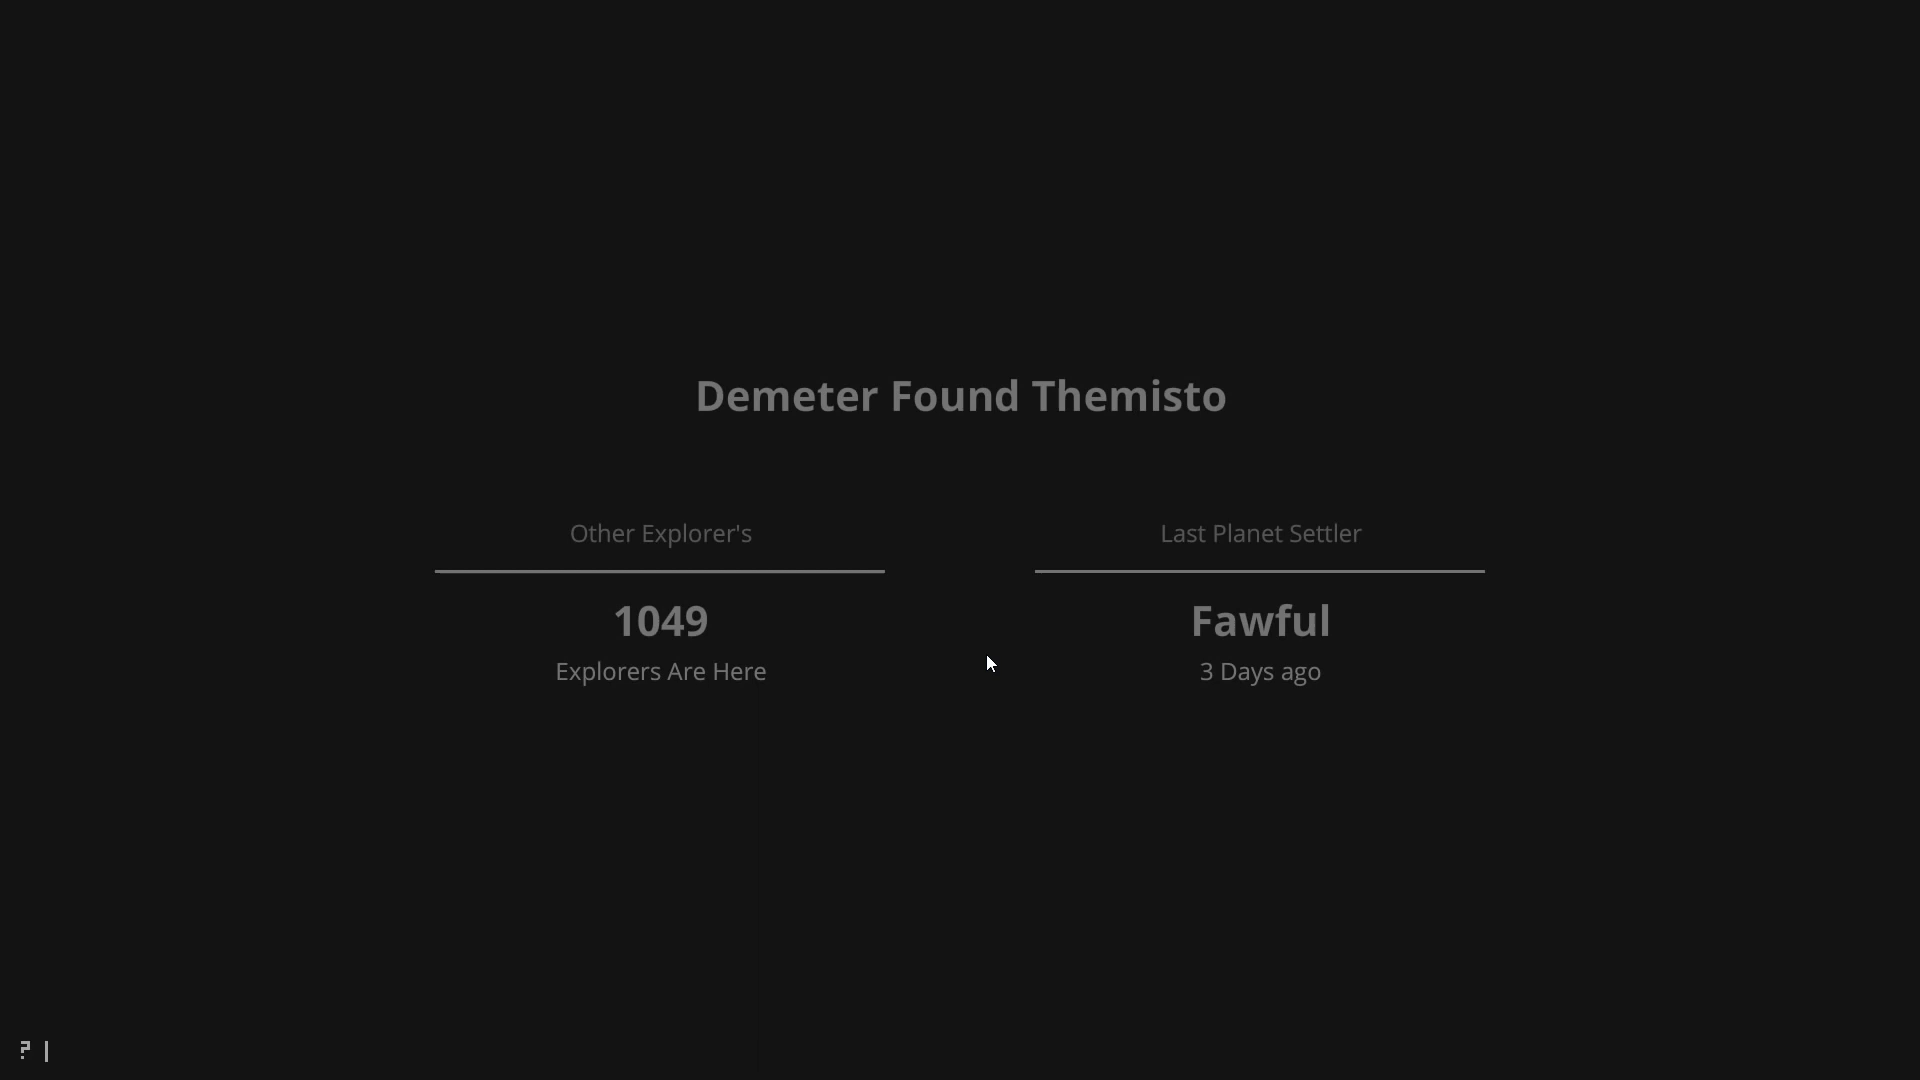 Demeter Found Themisto
Other Explorer's
Last Planet Settler
1049
Fawful
Explorers Are Here
3 Days ago
? |